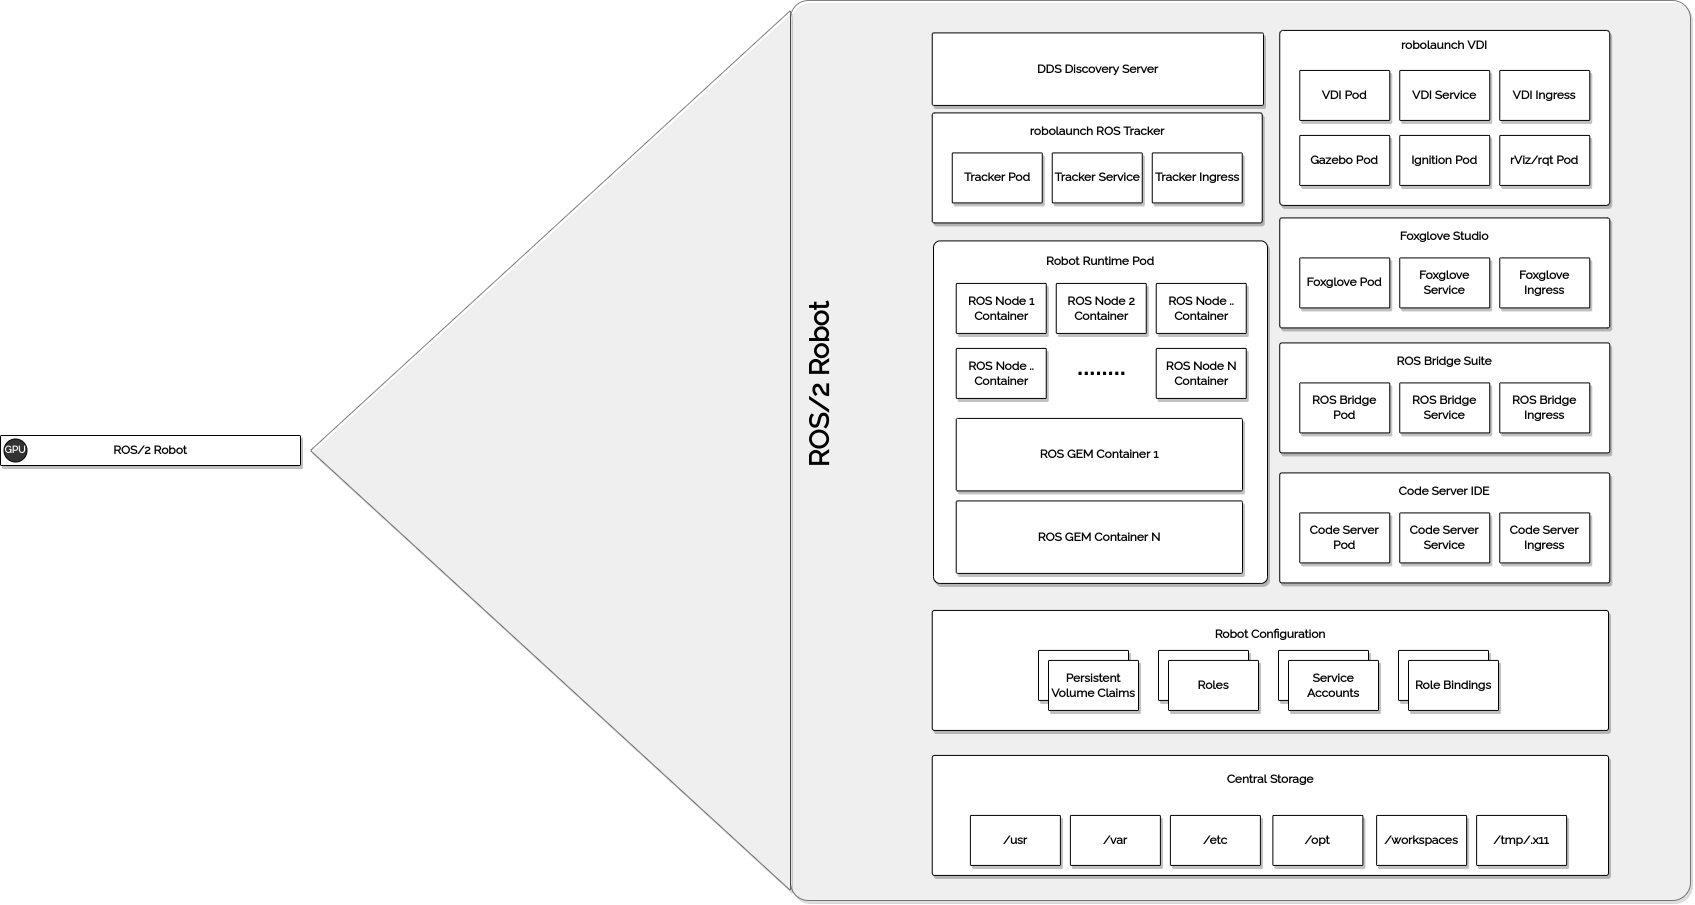 GPU
ROS/2 Robot
ROS/2 Robot
DDS Discovery Server
robolaunch ROS Tracker
Tracker Pod
Tracker Service
Tracker Ingress
Robot Runtime Pod
ROS Node 1
Container
ROS Node 2
Container
ROS Node ..
Container
ROS Node ..
Container
........
ROS Node N
Container
ROS GEM Container 1
ROS GEM Container N
robolaunch VDI
VDI Pod
VDI Service
VDI Ingress
Gazebo Pod
Ignition Pod
rViz/rqt Pod
Foxglove Studio
Foxglove Pod
Foxglove
Service
Foxglove
Ingress
ROS Bridge Suite
ROS Bridge
Pod
ROS Bridge
Service
ROS Bridge
Ingress
Code Server IDE
Code Server
Pod
Code Server
Service
Code Server
Ingress
Robot Configuration
Persistent
Volume Claims
Roles
Service
Accounts
Role Bindings
Central Storage
/usr
/var
/etc
/opt
/workspaces
/tmp/.x11